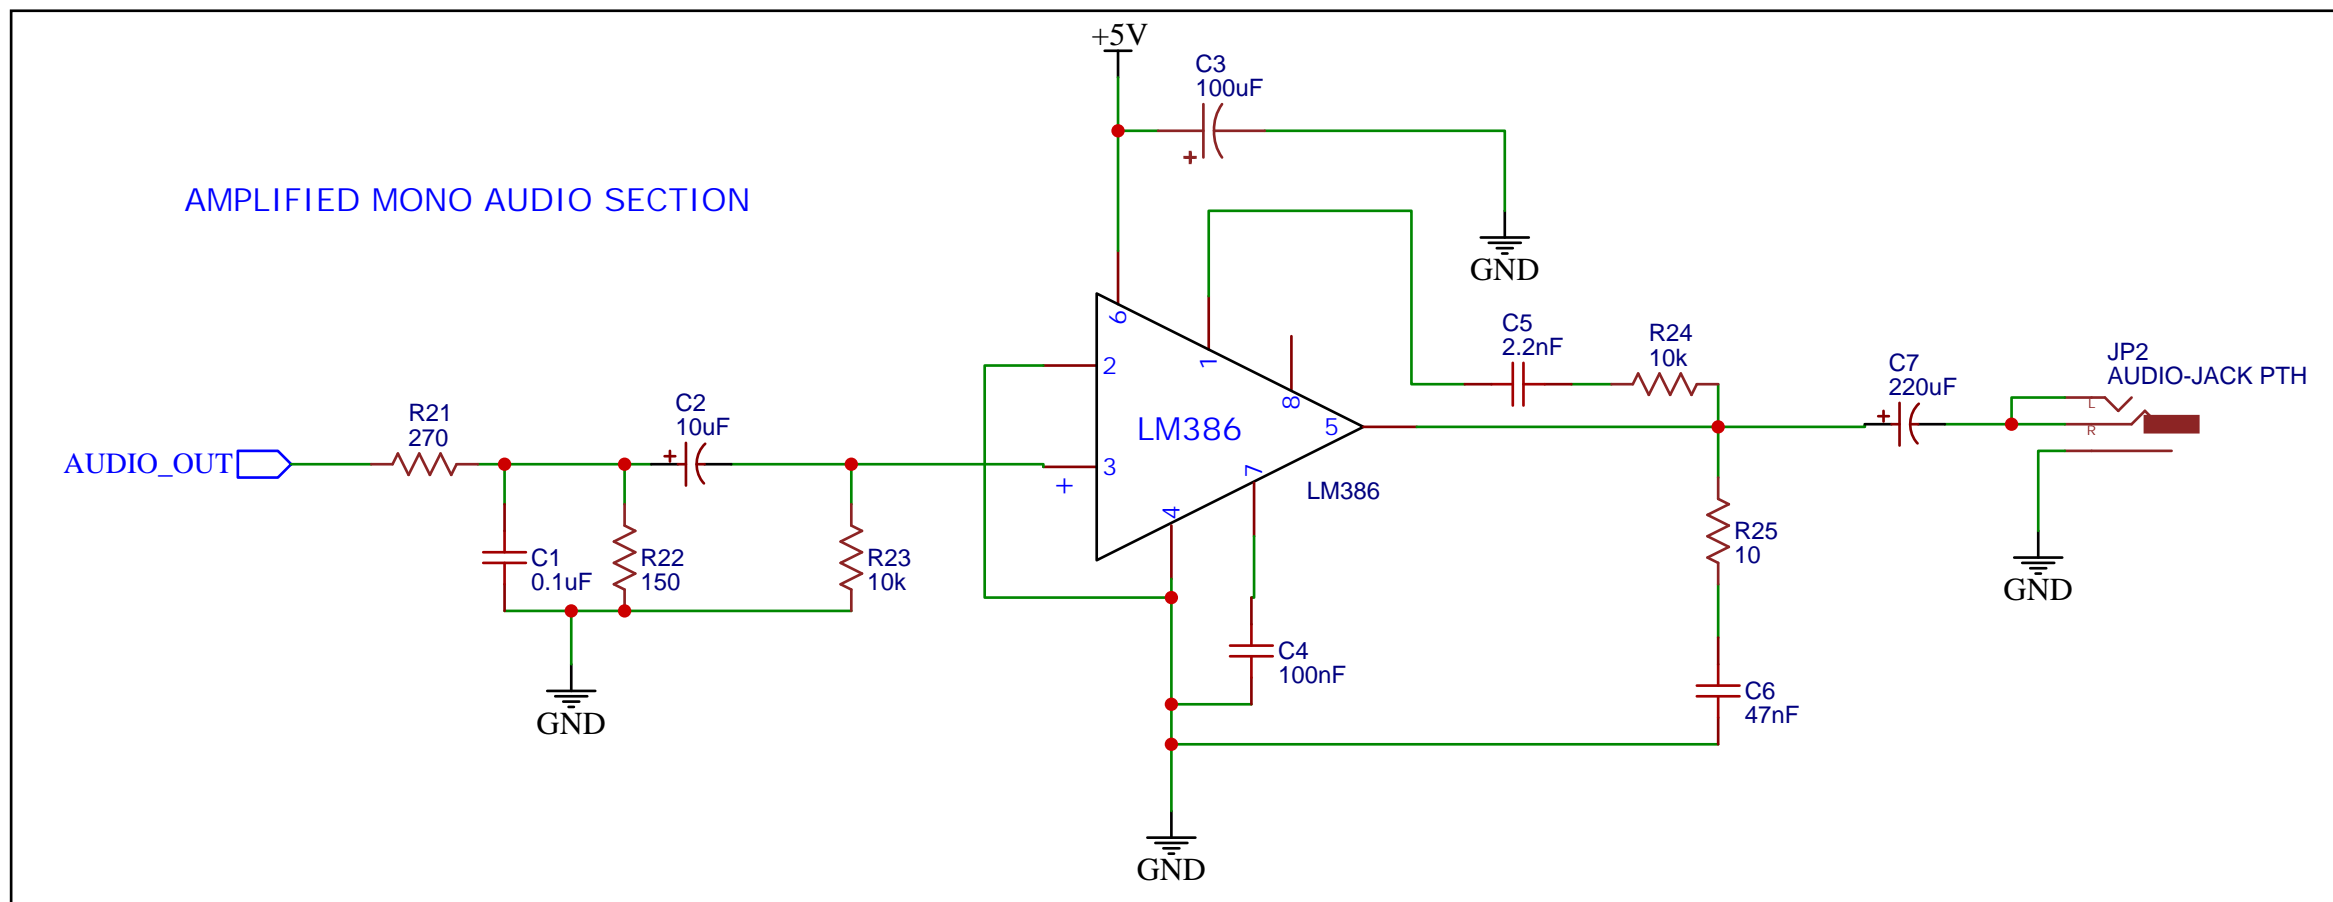 +5V
C3
100uF
AMPLIFIED MONO AUDIO SECTION
GND
6
1
8
2
3
+
4
7
5
LM386
LM386
C5
2.2nF
R24
10k
C7
220uF
+
JP2
AUDIO-JACK PTH
L
R
GND
AUDIO_OUT
R21
270
C2
10uF
+
C1
0.1uF
R22
150
R23
10k
GND
C4
100nF
R25
10
C6
47nF
GND
+